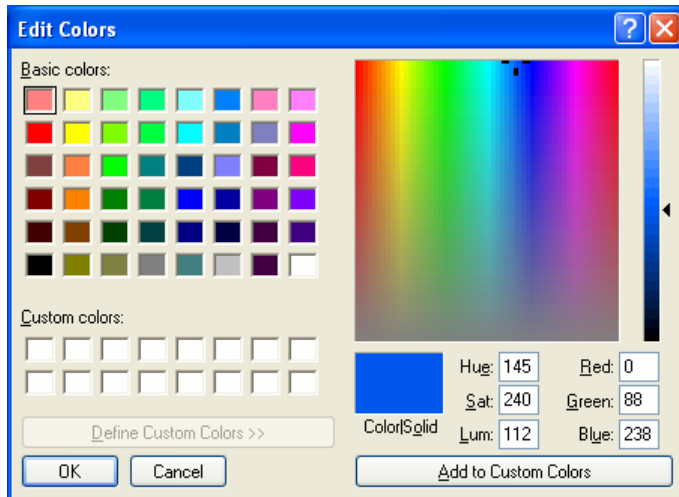 Edit Colors
Basic colors:
Custom colors:
Define Custom Colors >>
OK Cancel
Color|Solid
Hue: 145 Red: 0
Sat: 240 Green: 88
Lum: 112 Blue: 238
Add to Custom Colors